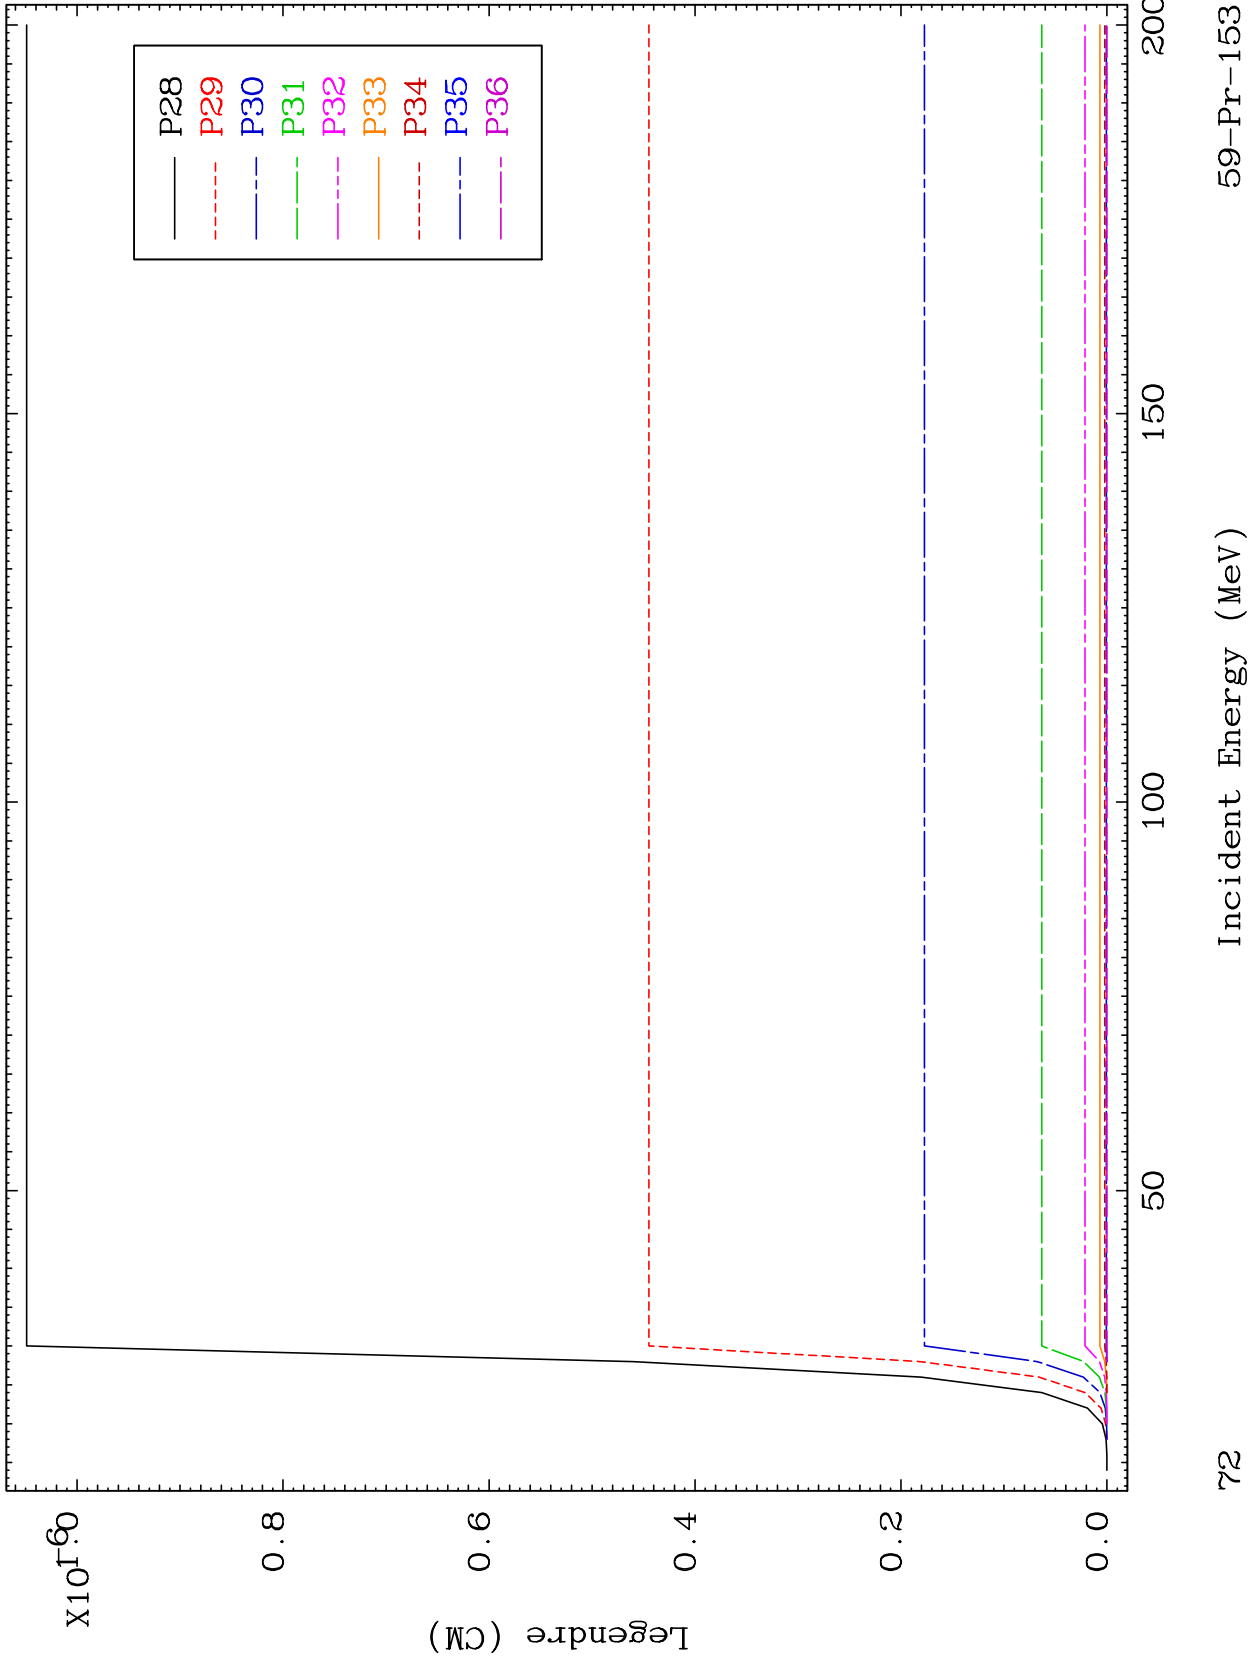 X10-6
1.0
0.8
0.6
0.4
0.2
0.0
Legendre (CM)
P28
P29
P30
P31
P32
P33
P34
P35
P36
50
100
150
200
72
Incident Energy (MeV)
59-Pr-153